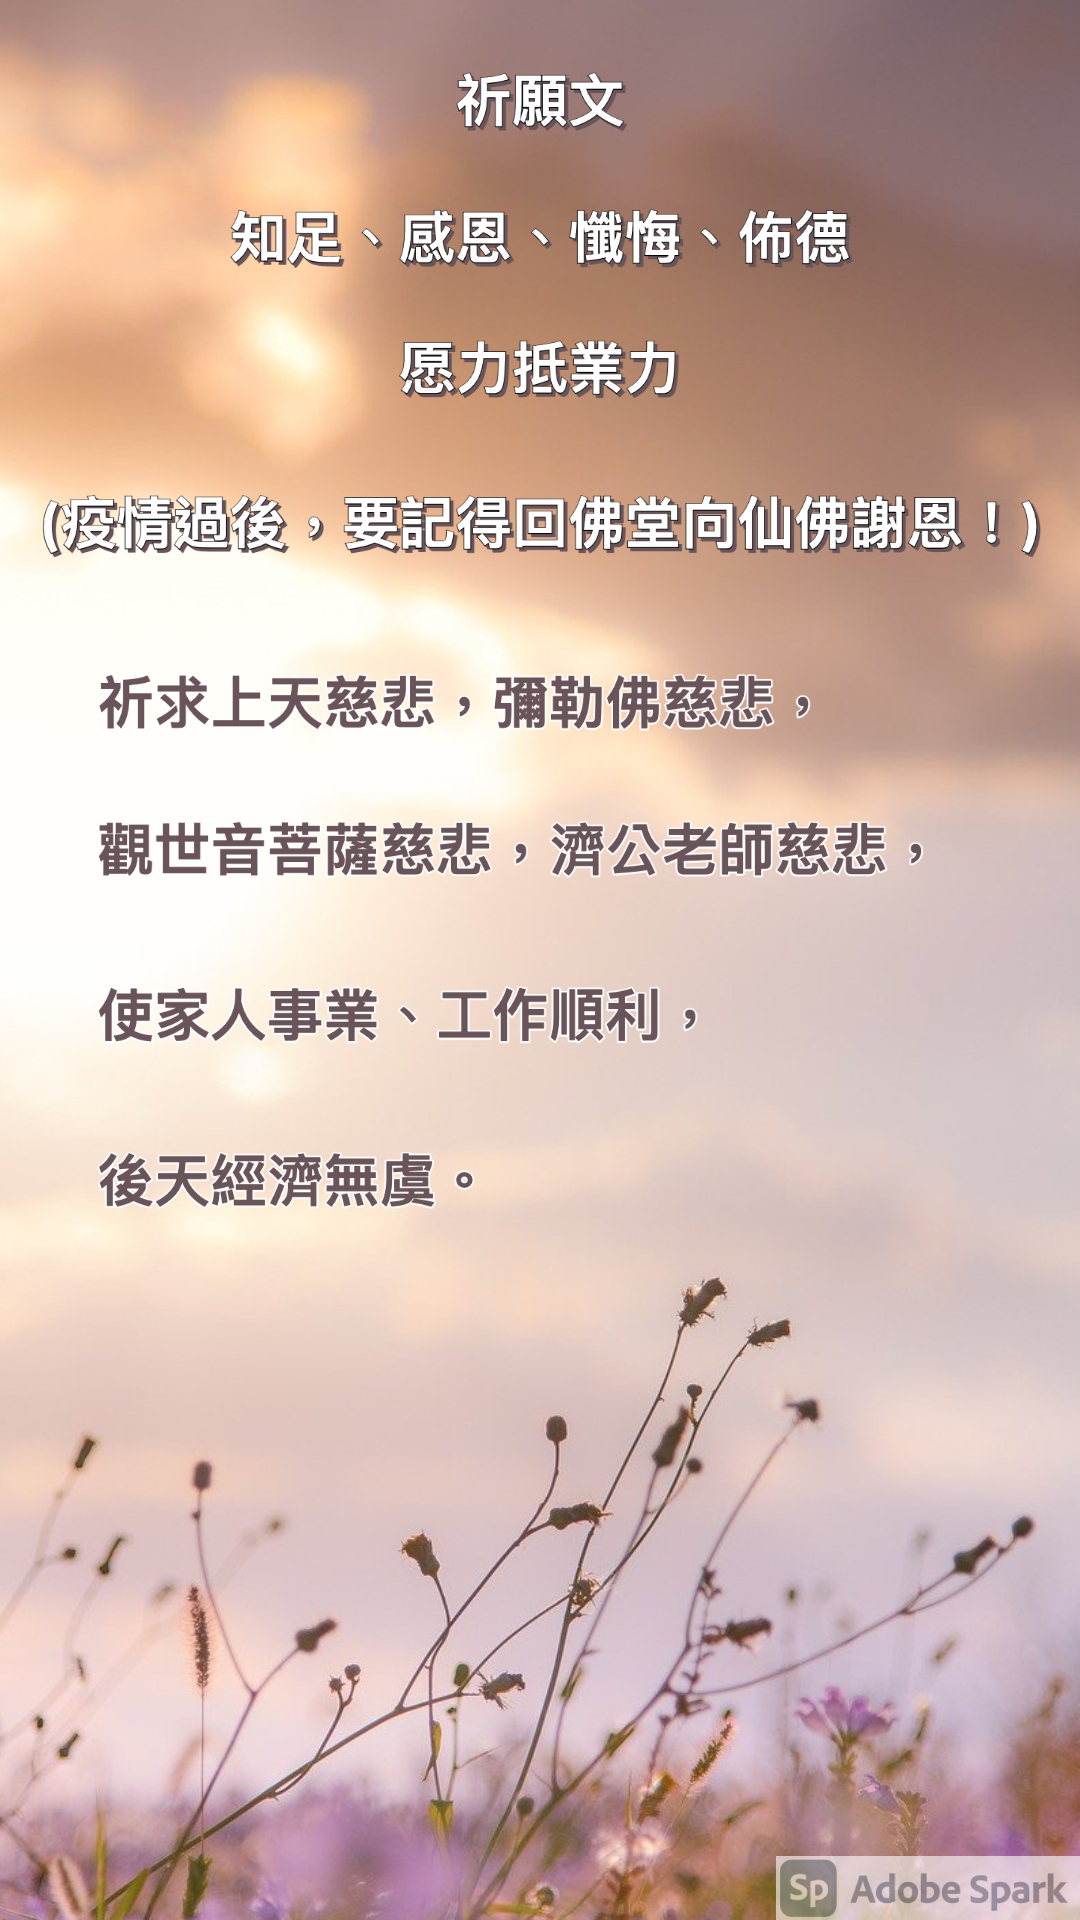 祈願文
知足、感恩、懺悔、佈德
愿力抵業力
(疫情過後，要記得回佛堂向仙佛謝恩！)
祈求上天慈悲，彌勒佛慈悲，
觀世音菩薩慈悲，濟公老師慈悲，
使家人事業、工作順利，
後天經濟無虞。
Sp Adobe Spark